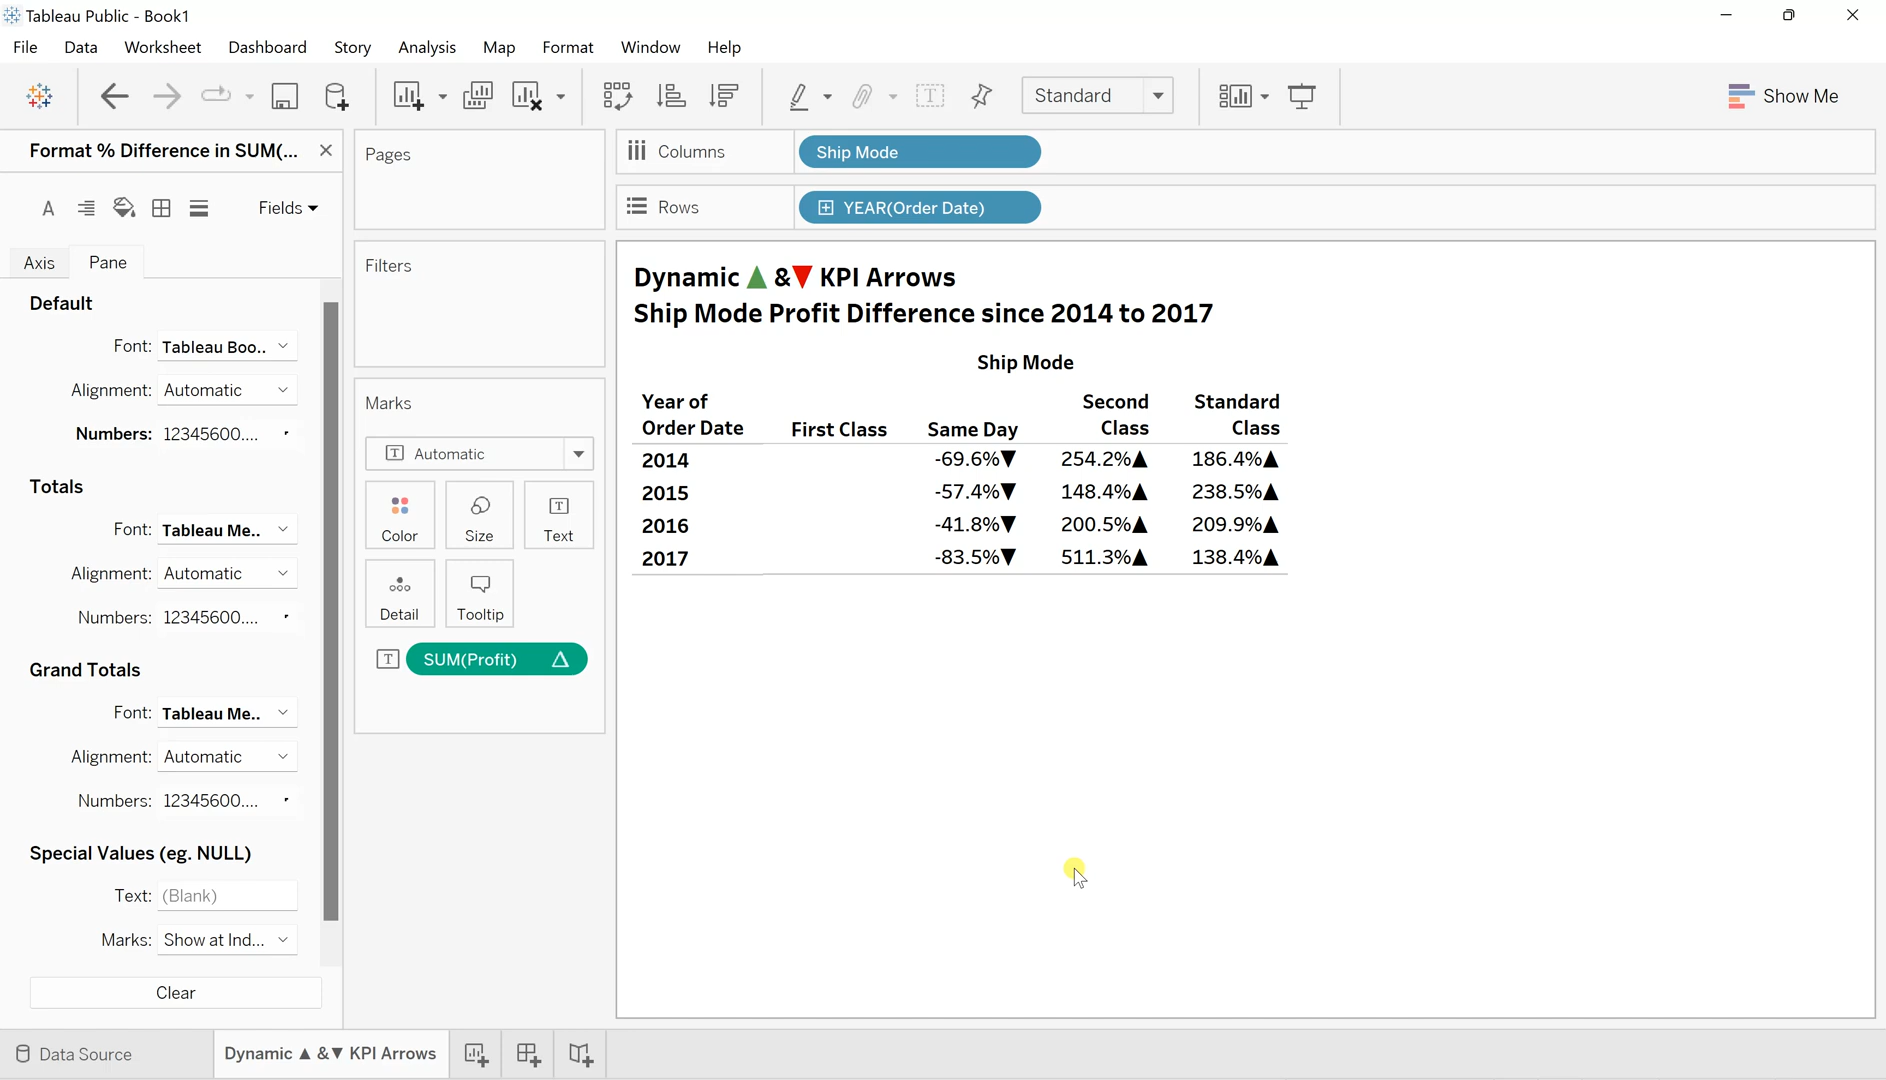 Tableau Public - Book1
File Data Worksheet Dashboard Story Analysis Map Format Window Help
Standard
Show Me
Format % Difference in SUM(...
Fields
Axis Pane
Default
Font: Tableau Boo..
Alignment: Automatic
Numbers: 12345600....
Totals
Font: Tableau Me..
Alignment: Automatic
Numbers: 12345600....
Grand Totals
Font: Tableau Me..
Alignment: Automatic
Numbers: 12345600....
Special Values (eg. NULL)
Text: (Blank)
Marks: Show at Ind...
Clear
Pages
Filters
Marks
Automatic
Color Size Text
Detail Tooltip
SUM(Profit) △
Columns Ship Mode
Rows YEAR(Order Date)
Dynamic ▲ &▼ KPI Arrows
Ship Mode Profit Difference since 2014 to 2017
Ship Mode
Year of Second Standard
Order Date First Class Same Day Class Class
2014 -69.6%▼ 254.2%▲ 186.4%▲
2015 -57.4%▼ 148.4%▲ 238.5%▲
2016 -41.8%▼ 200.5%▲ 209.9%▲
2017 -83.5%▼ 511.3%▲ 138.4%▲
Data Source Dynamic ▲ &▼ KPI Arrows